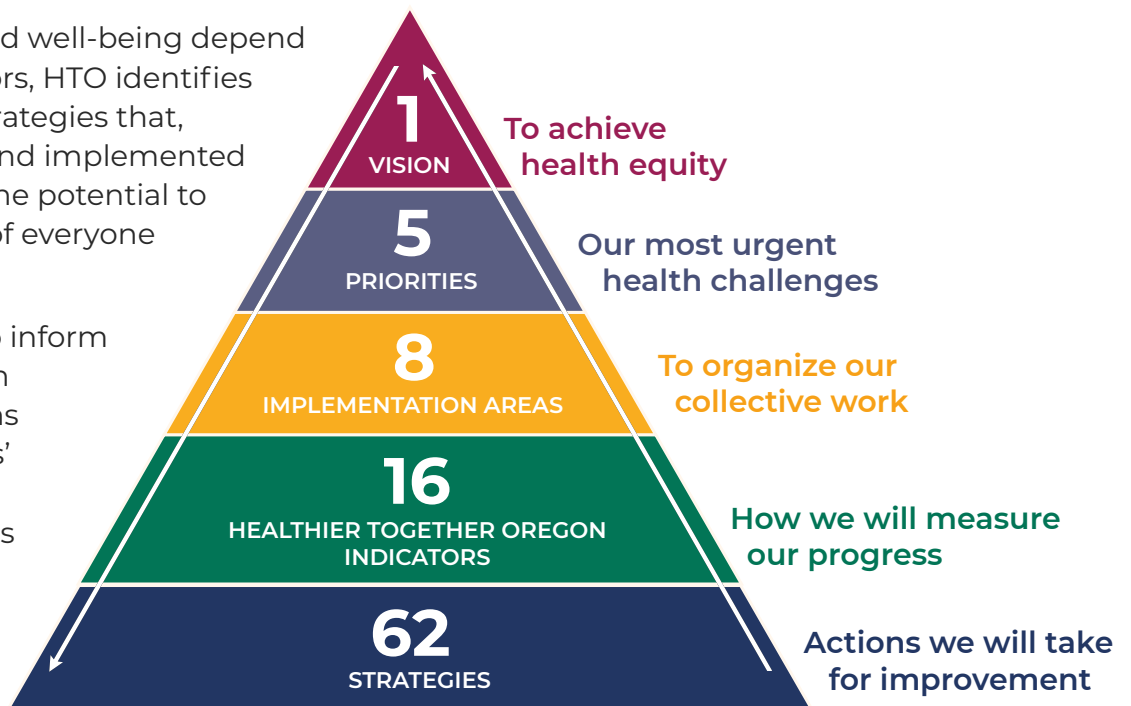 d well-being depend
ors, HTO identifies
rategies that,
nd implemented
he potential to
of everyone
o inform
n
ns
s’
s
1
VISION
To achieve
health equity
5
PRIORITIES
Our most urgent
health challenges
8
IMPLEMENTATION AREAS
To organize our
collective work
16
HEALTHIER TOGETHER OREGON
INDICATORS
How we will measure
our progress
62
STRATEGIES
Actions we will take
for improvement